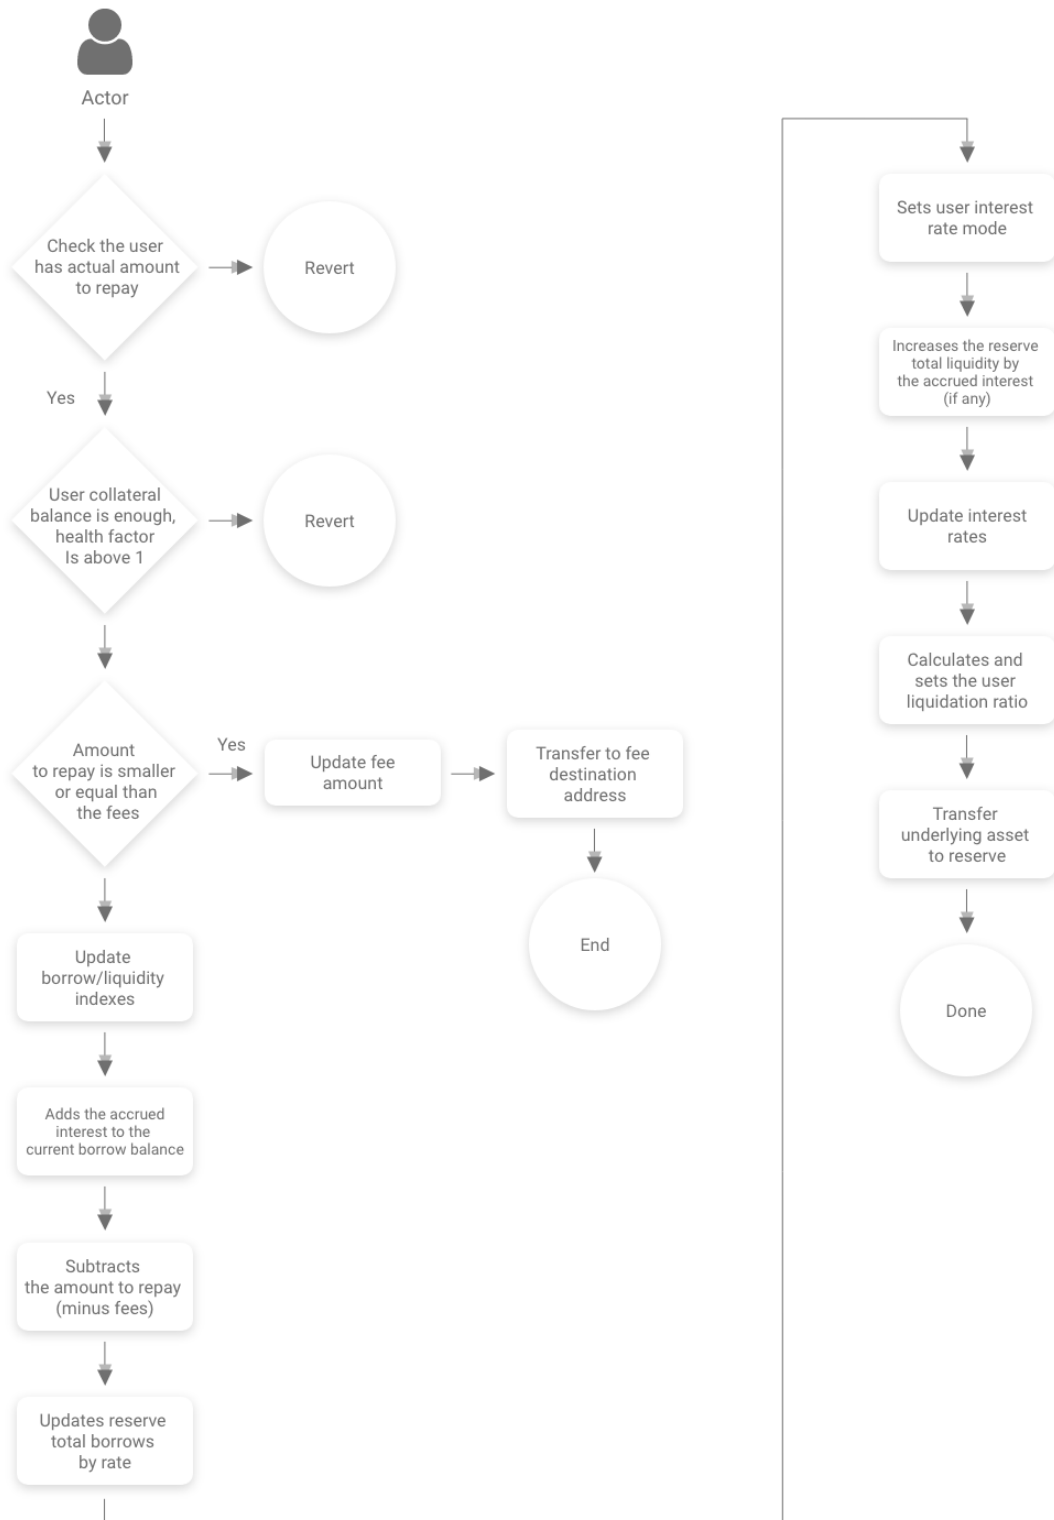 Actor
Check the user
has actual amount
to repay
Revert
Yes
User collateral
balance is enough,
health factor
Is above 1
Revert
Amount
to repay is smaller
or equal than
the fees
Yes
Update fee
amount
Transfer to fee
destination
address
End
Update
borrow/liquidity
indexes
Adds the accrued
interest to the
current borrow balance
Subtracts
the amount to repay
(minus fees)
Updates reserve
total borrows
by rate
Sets user interest
rate mode
Increases the reserve
total liquidity by
the accrued interest
(if any)
Update interest
rates
Calculates and
sets the user
liquidation ratio
Transfer
underlying asset
to reserve
Done